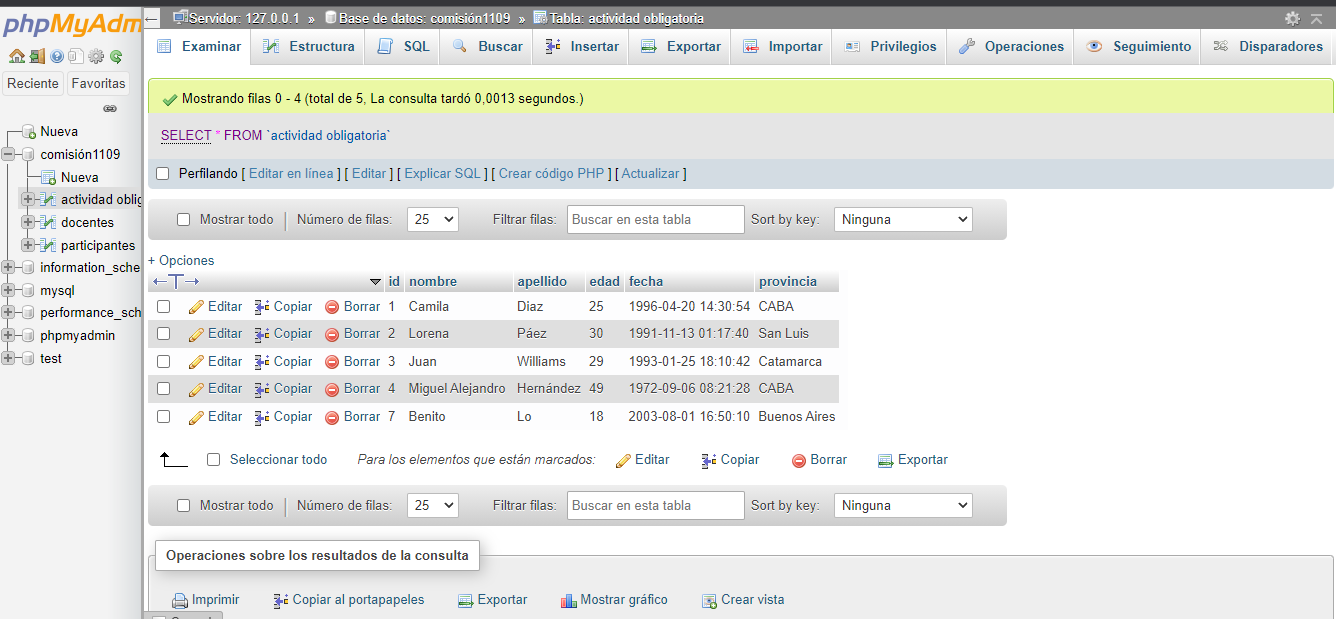 phpMyAdm
Servidor: 127.0.0.1 » Base de datos: comisión1109 » Tabla: actividad obligatoria
Examinar Estructura SQL Buscar Insertar Exportar Importar Privilegios Operaciones Seguimiento Disparadores
Reciente Favoritas
Nueva
comisión1109
Nueva
actividad oblig
docentes
participantes
information_sche
mysql
performance_sch
phpmyadmin
test
Mostrando filas 0 - 4 (total de 5, La consulta tardó 0,0013 segundos.)
SELECT * FROM `actividad obligatoria`
Perfilando [ Editar en línea ] [ Editar ] [ Explicar SQL ] [ Crear código PHP ] [ Actualizar ]
Mostrar todo | Número de filas: 25 Filtrar filas: Buscar en esta tabla Sort by key: Ninguna
+ Opciones
←T→ id nombre apellido edad fecha provincia
Editar Copiar Borrar 1 Camila Diaz 25 1996-04-20 14:30:54 CABA
Editar Copiar Borrar 2 Lorena Páez 30 1991-11-13 01:17:40 San Luis
Editar Copiar Borrar 3 Juan Williams 29 1993-01-25 18:10:42 Catamarca
Editar Copiar Borrar 4 Miguel Alejandro Hernández 49 1972-09-06 08:21:28 CABA
Editar Copiar Borrar 7 Benito Lo 18 2003-08-01 16:50:10 Buenos Aires
Seleccionar todo Para los elementos que están marcados: Editar Copiar Borrar Exportar
Mostrar todo | Número de filas: 25 Filtrar filas: Buscar en esta tabla Sort by key: Ninguna
Operaciones sobre los resultados de la consulta
Imprimir Copiar al portapapeles Exportar Mostrar gráfico Crear vista